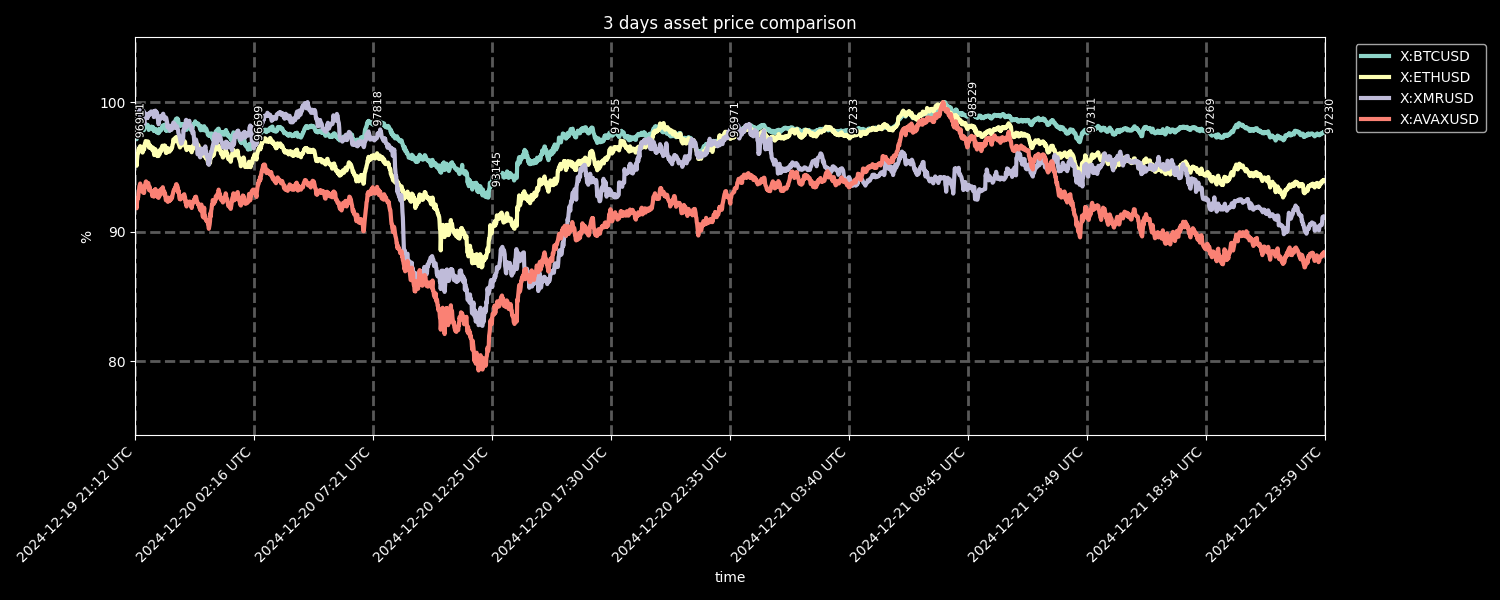 3 days asset price comparison
X:BTCUSD
X:ETHUSD
X:XMRUSD
X:AVAXUSD
100
90
80
%
96699
97818
93145
97255
96971
97233
98529
97311
97269
97230
2024-12-19 21:12 UTC
2024-12-20 02:16 UTC
2024-12-20 07:21 UTC
2024-12-20 12:25 UTC
2024-12-20 17:30 UTC
2024-12-20 22:35 UTC
2024-12-21 03:40 UTC
2024-12-21 08:45 UTC
2024-12-21 13:49 UTC
2024-12-21 18:54 UTC
2024-12-21 23:59 UTC
time